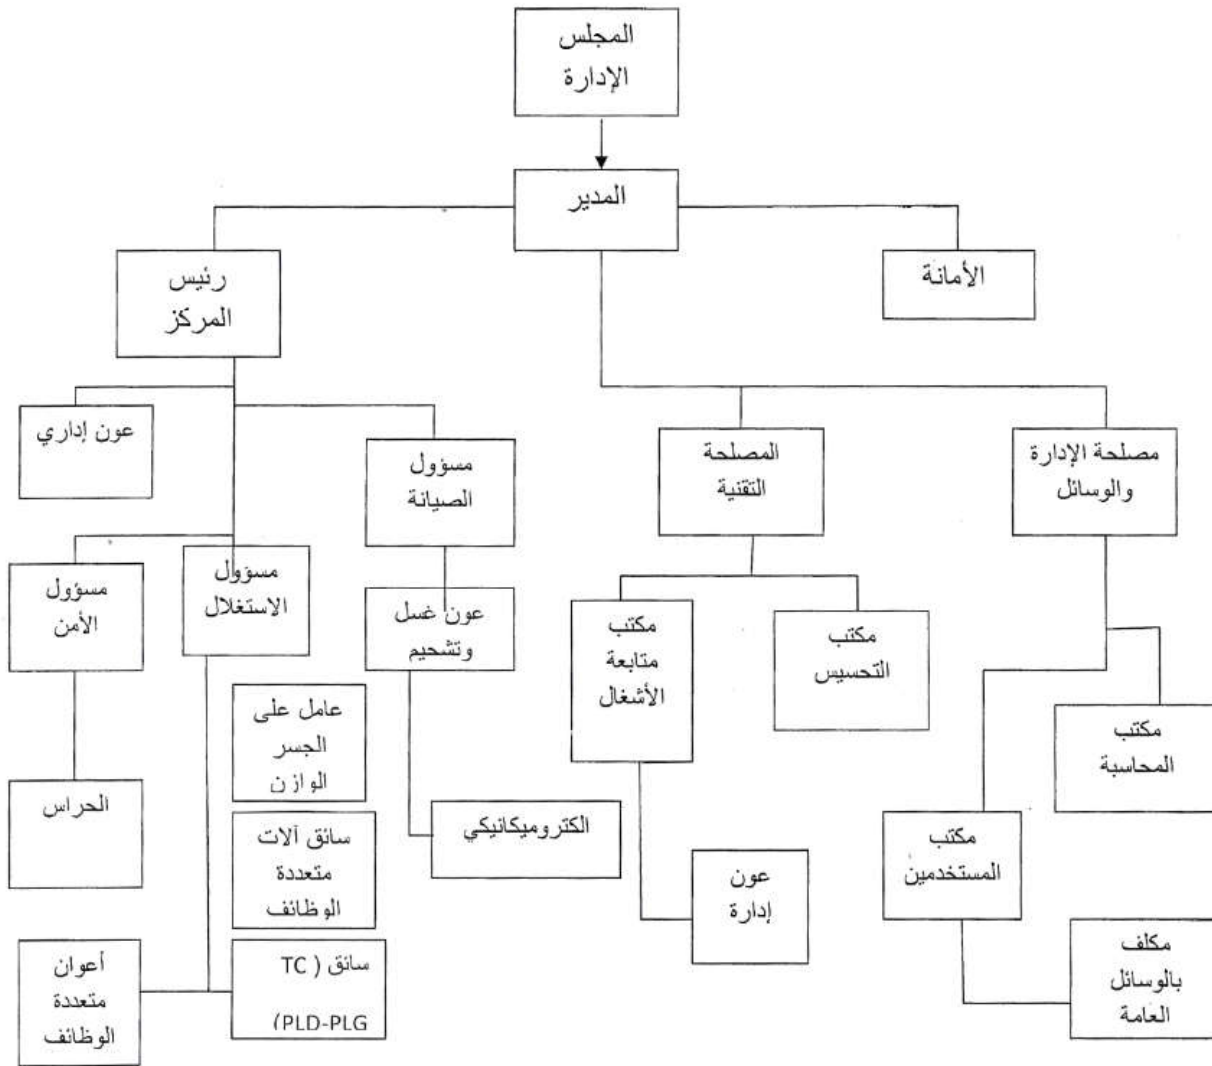 المجلس
الإدارة
المدير
الأمانة
رئيس
المركز
عون إداري
مسؤول
الصيانة
المصلحة
التقنية
مصلحة الإدارة
والوسائل
مسؤول
الأمن
مسؤول
الاستغلال
عون غسل
وتشحيم
مكتب
متابعة
الأشغال
مكتب
التحسيس
عامل على
الجسر
الوازن
مكتب
المحاسبة
الحراس
سائق آلات
متعددة
الوظائف
الكتروميكانيكي
مكتب
المستخدمين
عون
إدارة
أعوان
متعددة
الوظائف
سائق ( TC
(PLD-PLG
مكلف
بالوسائل
العامة